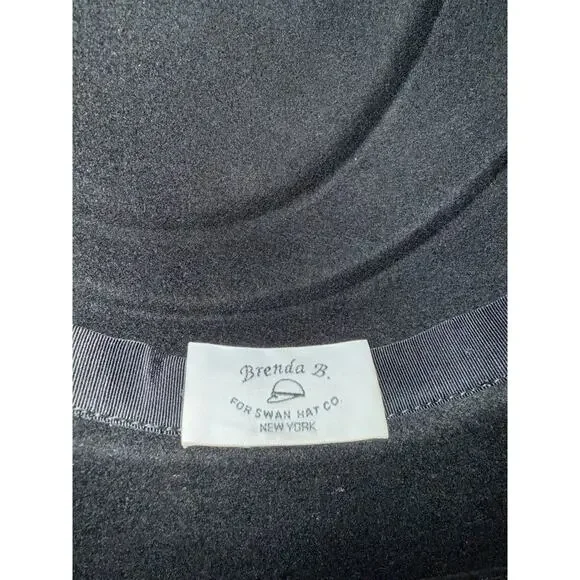 Brenda B.
FOR SWAN HAT CO.
NEW YORK